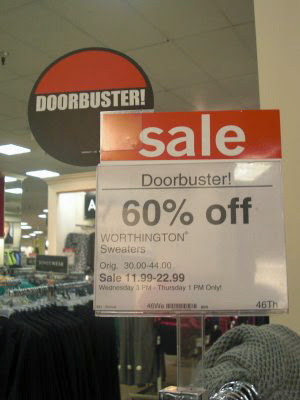 DOORBUSTER!
sale
Doorbuster!
60% off
WORTHINGTON®
Sweaters
Orig. 30.00-44.00
Sale 11.99-22.99
Wednesday 3 PM - Thursday 1 PM Only!
46We
46Th